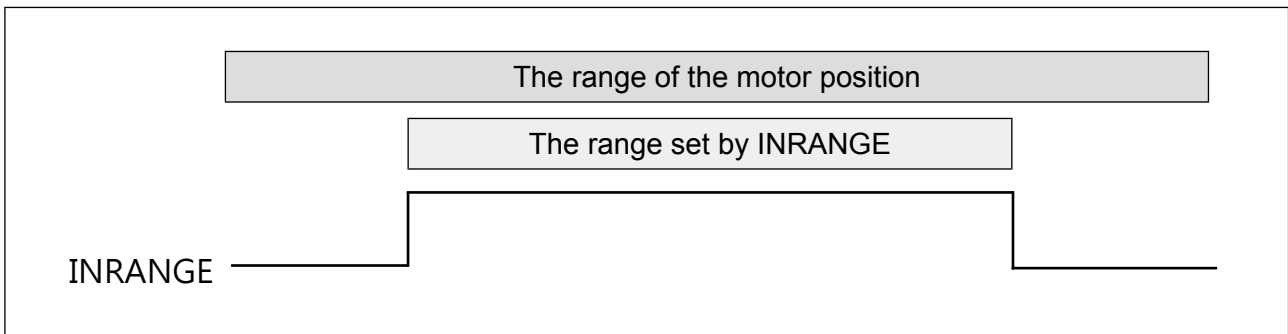 The range of the motor position
The range set by INRANGE
INRANGE